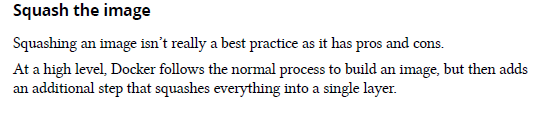 Squash the image
Squashing an image isn’t really a best practice as it has pros and cons.
At a high level, Docker follows the normal process to build an image, but then adds
an additional step that squashes everything into a single layer.